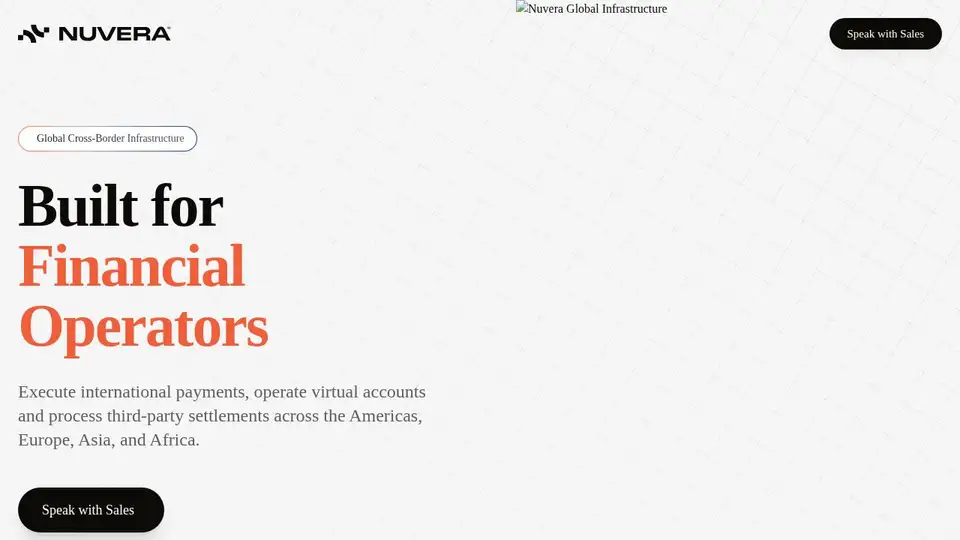 NUVERA
Nuvera Global Infrastructure
Speak with Sales
Global Cross-Border Infrastructure
Built for
Financial
Operators
Execute international payments, operate virtual accounts
and process third-party settlements across the Americas,
Europe, Asia, and Africa.
Speak with Sales